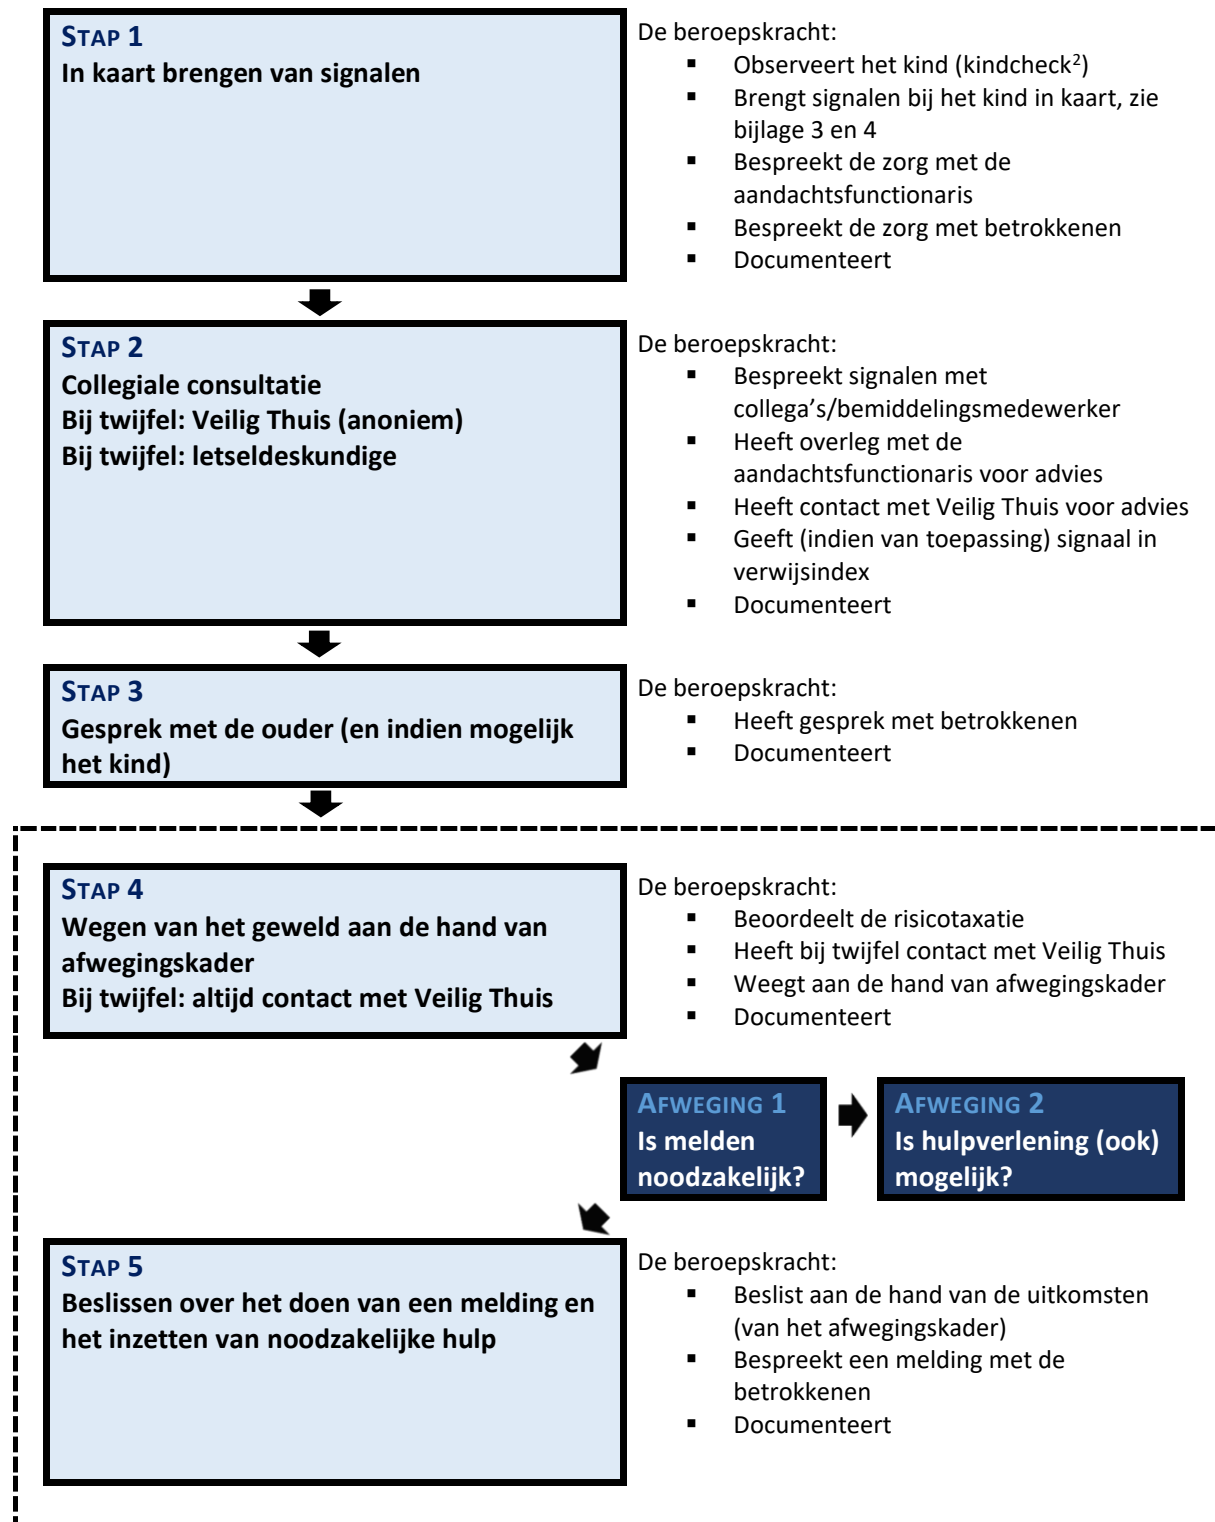 STAP 1
In kaart brengen van signalen
De beroepskracht:
▪ Observeert het kind (kindcheck²)
▪ Brengt signalen bij het kind in kaart, zie
bijlage 3 en 4
▪ Bespreekt de zorg met de
aandachtsfunctionaris
▪ Bespreekt de zorg met betrokkenen
▪ Documenteert
STAP 2
Collegiale consultatie
Bij twijfel: Veilig Thuis (anoniem)
Bij twijfel: letseldeskundige
De beroepskracht:
▪ Bespreekt signalen met
collega’s/bemiddelingsmedewerker
▪ Heeft overleg met de
aandachtsfunctionaris voor advies
▪ Heeft contact met Veilig Thuis voor advies
▪ Geeft (indien van toepassing) signaal in
verwijsindex
▪ Documenteert
STAP 3
Gesprek met de ouder (en indien mogelijk
het kind)
De beroepskracht:
▪ Heeft gesprek met betrokkenen
▪ Documenteert
STAP 4
Wegen van het geweld aan de hand van
afwegingskader
Bij twijfel: altijd contact met Veilig Thuis
De beroepskracht:
▪ Beoordeelt de risicotaxatie
▪ Heeft bij twijfel contact met Veilig Thuis
▪ Weegt aan de hand van afwegingskader
▪ Documenteert
AFWEGING 1
Is melden
noodzakelijk?
AFWEGING 2
Is hulpverlening (ook)
mogelijk?
STAP 5
Beslissen over het doen van een melding en
het inzetten van noodzakelijke hulp
De beroepskracht:
▪ Beslist aan de hand van de uitkomsten
(van het afwegingskader)
▪ Bespreekt een melding met de
betrokkenen
▪ Documenteert